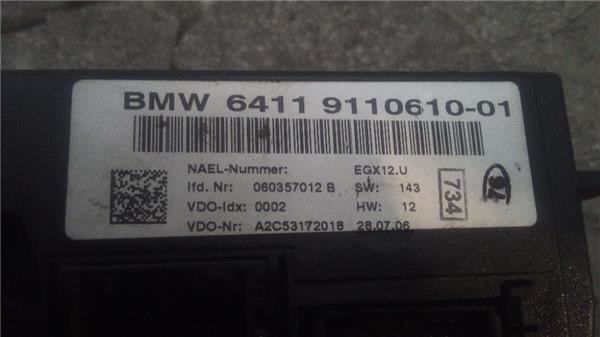 BMW 6411 9110610-01
NAEL-Nummer: EGX12.U
lfd. Nr: 060357012 B SW: 143
VDO-Idx: 0002 HW: 12
VDO-Nr: A2C53172018 28.07.06
734